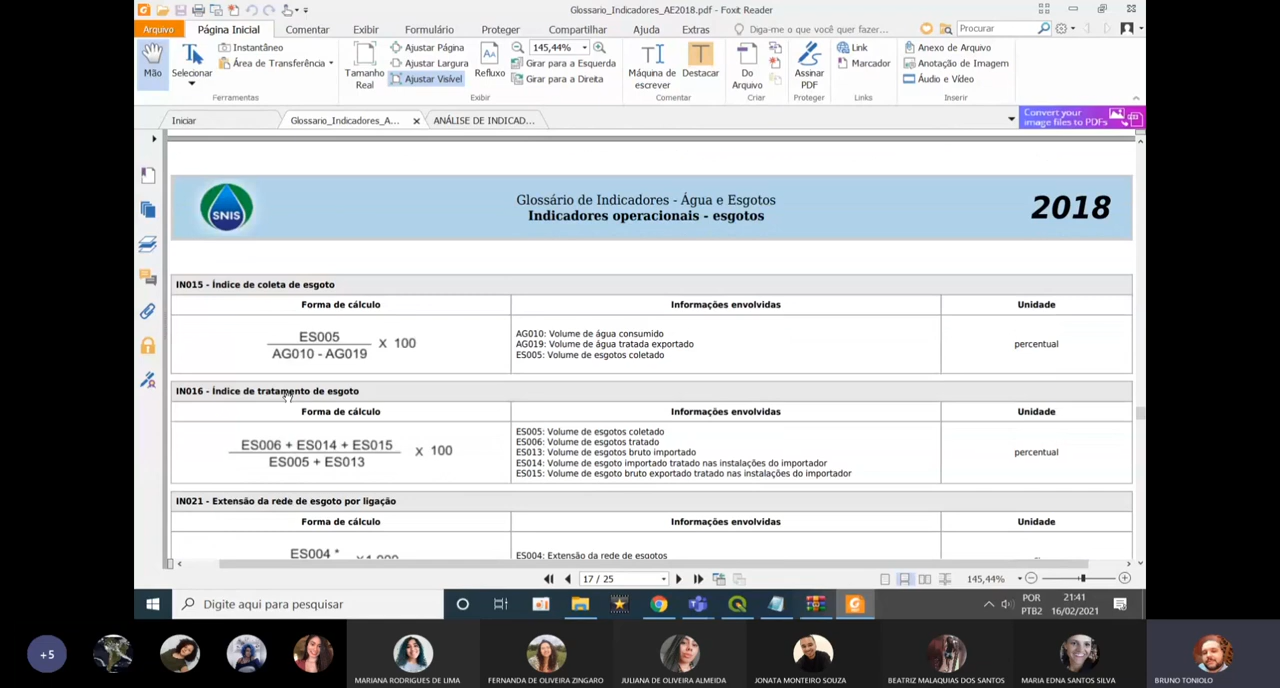 Glossario_Indicadores_AE2018.pdf - Foxit Reader
Arquivo Página Inicial Comentar Exibir Formulário Proteger Compartilhar Ajuda Extras Diga-me o que você quer fazer... Procurar
Mão
Selecionar
Instantâneo
Área de Transferência
Ferramentas
Tamanho Real
Ajustar Página
Ajustar Largura
Ajustar Visível
Refluxo
145,44%
Girar para a Esquerda
Girar para a Direita
Exibir
Máquina de escrever
Destacar
Comentar
Do Arquivo
Criar
Assinar PDF
Proteger
Link
Marcador
Links
Anexo de Arquivo
Anotação de Imagem
Áudio e Vídeo
Inserir
Iniciar Glossario_Indicadores_A... ANÁLISE DE INDICAD...
Convert your
image files to PDFs
SNIS
Glossário de Indicadores - Água e Esgotos
Indicadores operacionais - esgotos
2018
IN015 - Índice de coleta de esgoto
Forma de cálculo Informações envolvidas Unidade
ES005
AG010 - AG019
X 100
AG010: Volume de água consumido
AG019: Volume de água tratada exportado
ES005: Volume de esgotos coletado
percentual
IN016 - Índice de tratamento de esgoto
Forma de cálculo Informações envolvidas Unidade
ES006 + ES014 + ES015
ES005 + ES013
X 100
ES005: Volume de esgotos coletado
ES006: Volume de esgotos tratado
ES013: Volume de esgotos bruto importado
ES014: Volume de esgoto importado tratado nas instalações do importador
ES015: Volume de esgoto bruto exportado tratado nas instalações do importador
percentual
IN021 - Extensão da rede de esgoto por ligação
Forma de cálculo Informações envolvidas Unidade
ES004 *
ES004: Extensão da rede de esgotos
17 / 25
145,44%
Digite aqui para pesquisar
POR
PTB2
21:41
16/02/2021
+5
MARIANA RODRIGUES DE LIMA
FERNANDA DE OLIVEIRA ZINGARO
JULIANA DE OLIVEIRA ALMEIDA
JONATA MONTEIRO SOUZA
BEATRIZ MALAQUIAS DOS SANTOS
MARIA EDNA SANTOS SILVA
BRUNO TONIOLO